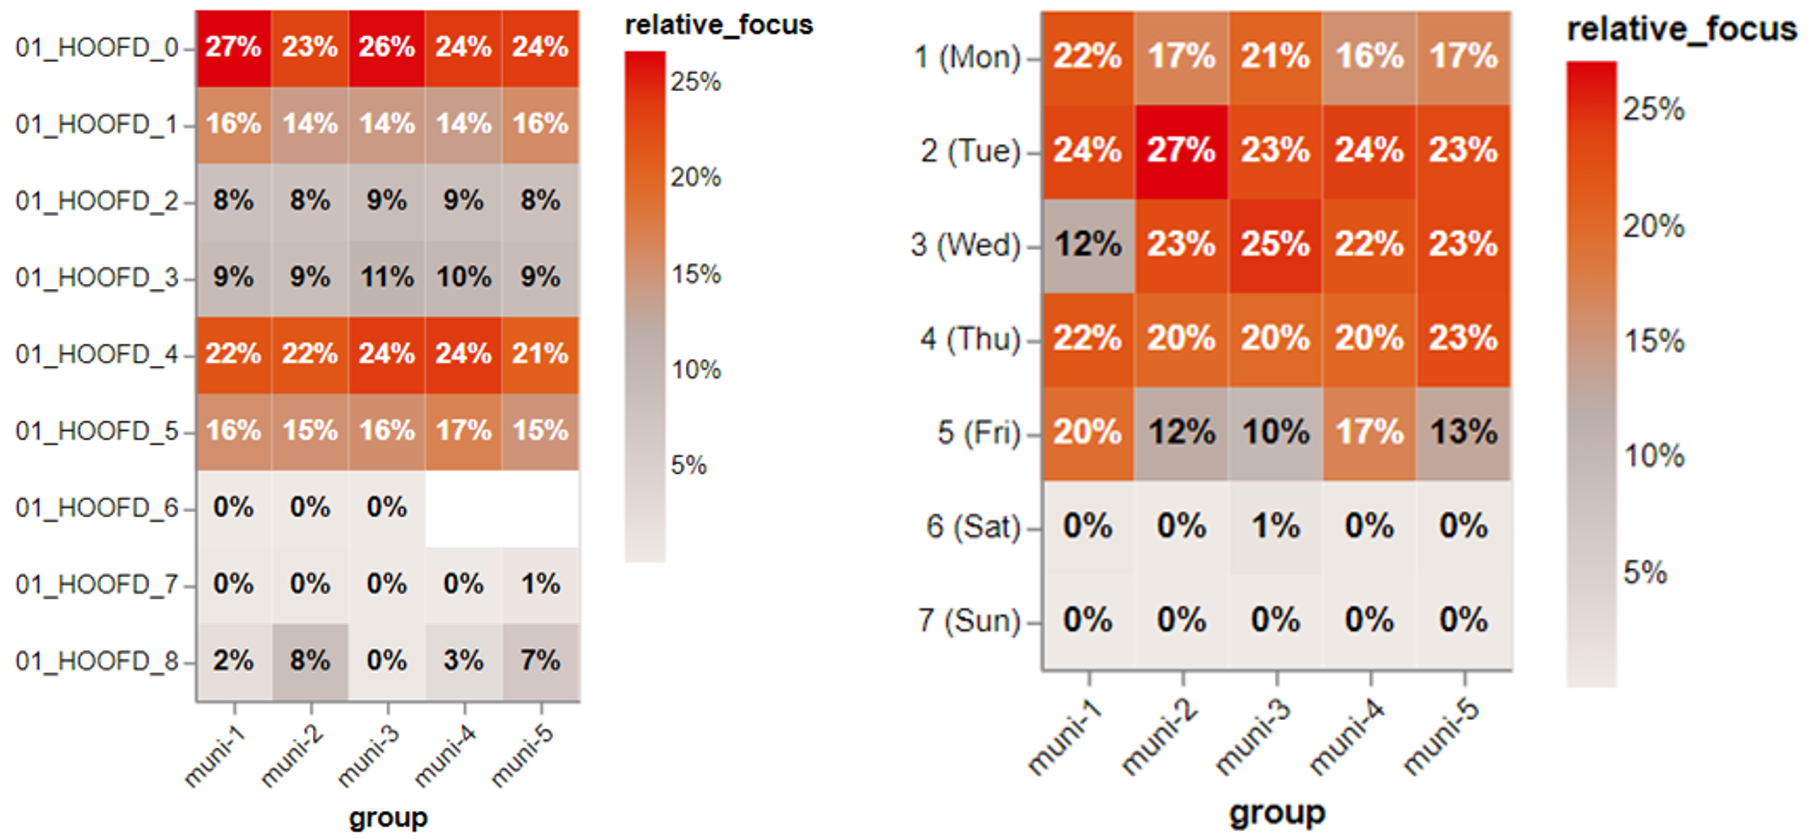 relative_focus
01_HOOFD_0 27% 23% 26% 24% 24%
01_HOOFD_1 16% 14% 14% 14% 16%
01_HOOFD_2 8% 8% 9% 9% 8%
01_HOOFD_3 9% 9% 11% 10% 9%
01_HOOFD_4 22% 22% 24% 24% 21%
01_HOOFD_5 16% 15% 16% 17% 15%
01_HOOFD_6 0% 0% 0%
01_HOOFD_7 0% 0% 0% 0% 1%
01_HOOFD_8 2% 8% 0% 3% 7%
muni-1 muni-2 muni-3 muni-4 muni-5
group
25%
20%
15%
10%
5%
relative_focus
1 (Mon) 22% 17% 21% 16% 17%
2 (Tue) 24% 27% 23% 24% 23%
3 (Wed) 12% 23% 25% 22% 23%
4 (Thu) 22% 20% 20% 20% 23%
5 (Fri) 20% 12% 10% 17% 13%
6 (Sat) 0% 0% 1% 0% 0%
7 (Sun) 0% 0% 0% 0% 0%
muni-1 muni-2 muni-3 muni-4 muni-5
group
25%
20%
15%
10%
5%